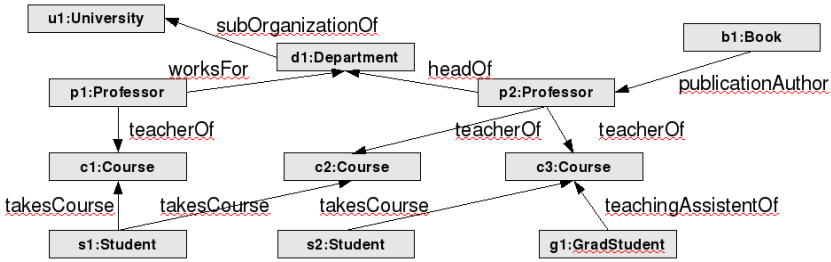 u1:University
subOrganizationOf
b1:Book
d1:Department
worksFor
headOf
p1:Professor
p2:Professor
publicationAuthor
teacherOf
teacherOf
teacherOf
c1:Course
c2:Course
c3:Course
takesCourse
takesCourse
takesCourse
teachingAssistentOf
s1:Student
s2:Student
g1:GradStudent